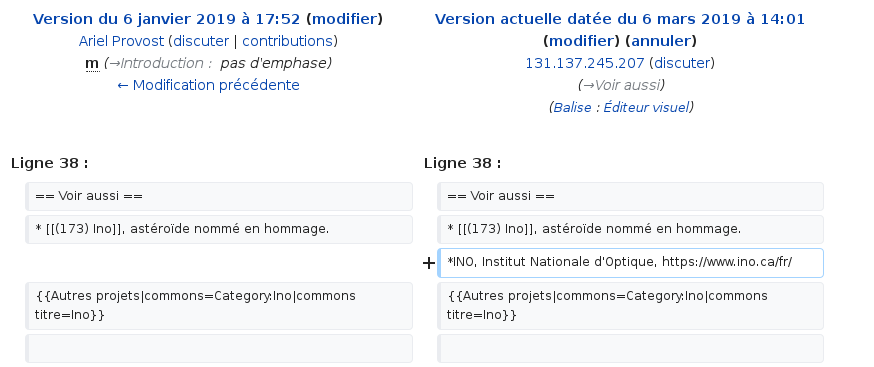 Version du 6 janvier 2019 à 17:52 (modifier)
Ariel Provost (discuter | contributions)
m (→Introduction : pas d'emphase)
← Modification précédente
Version actuelle datée du 6 mars 2019 à 14:01
(modifier) (annuler)
131.137.245.207 (discuter)
(→Voir aussi)
(Balise : Éditeur visuel)
Ligne 38 :
Ligne 38 :
== Voir aussi ==
== Voir aussi ==
* [[(173) Ino]], astéroïde nommé en hommage.
* [[(173) Ino]], astéroïde nommé en hommage.
+ *INO, Institut Nationale d'Optique, https://www.ino.ca/fr/
{{Autres projets|commons=Category:Ino|commons
titre=Ino}}
{{Autres projets|commons=Category:Ino|commons
titre=Ino}}